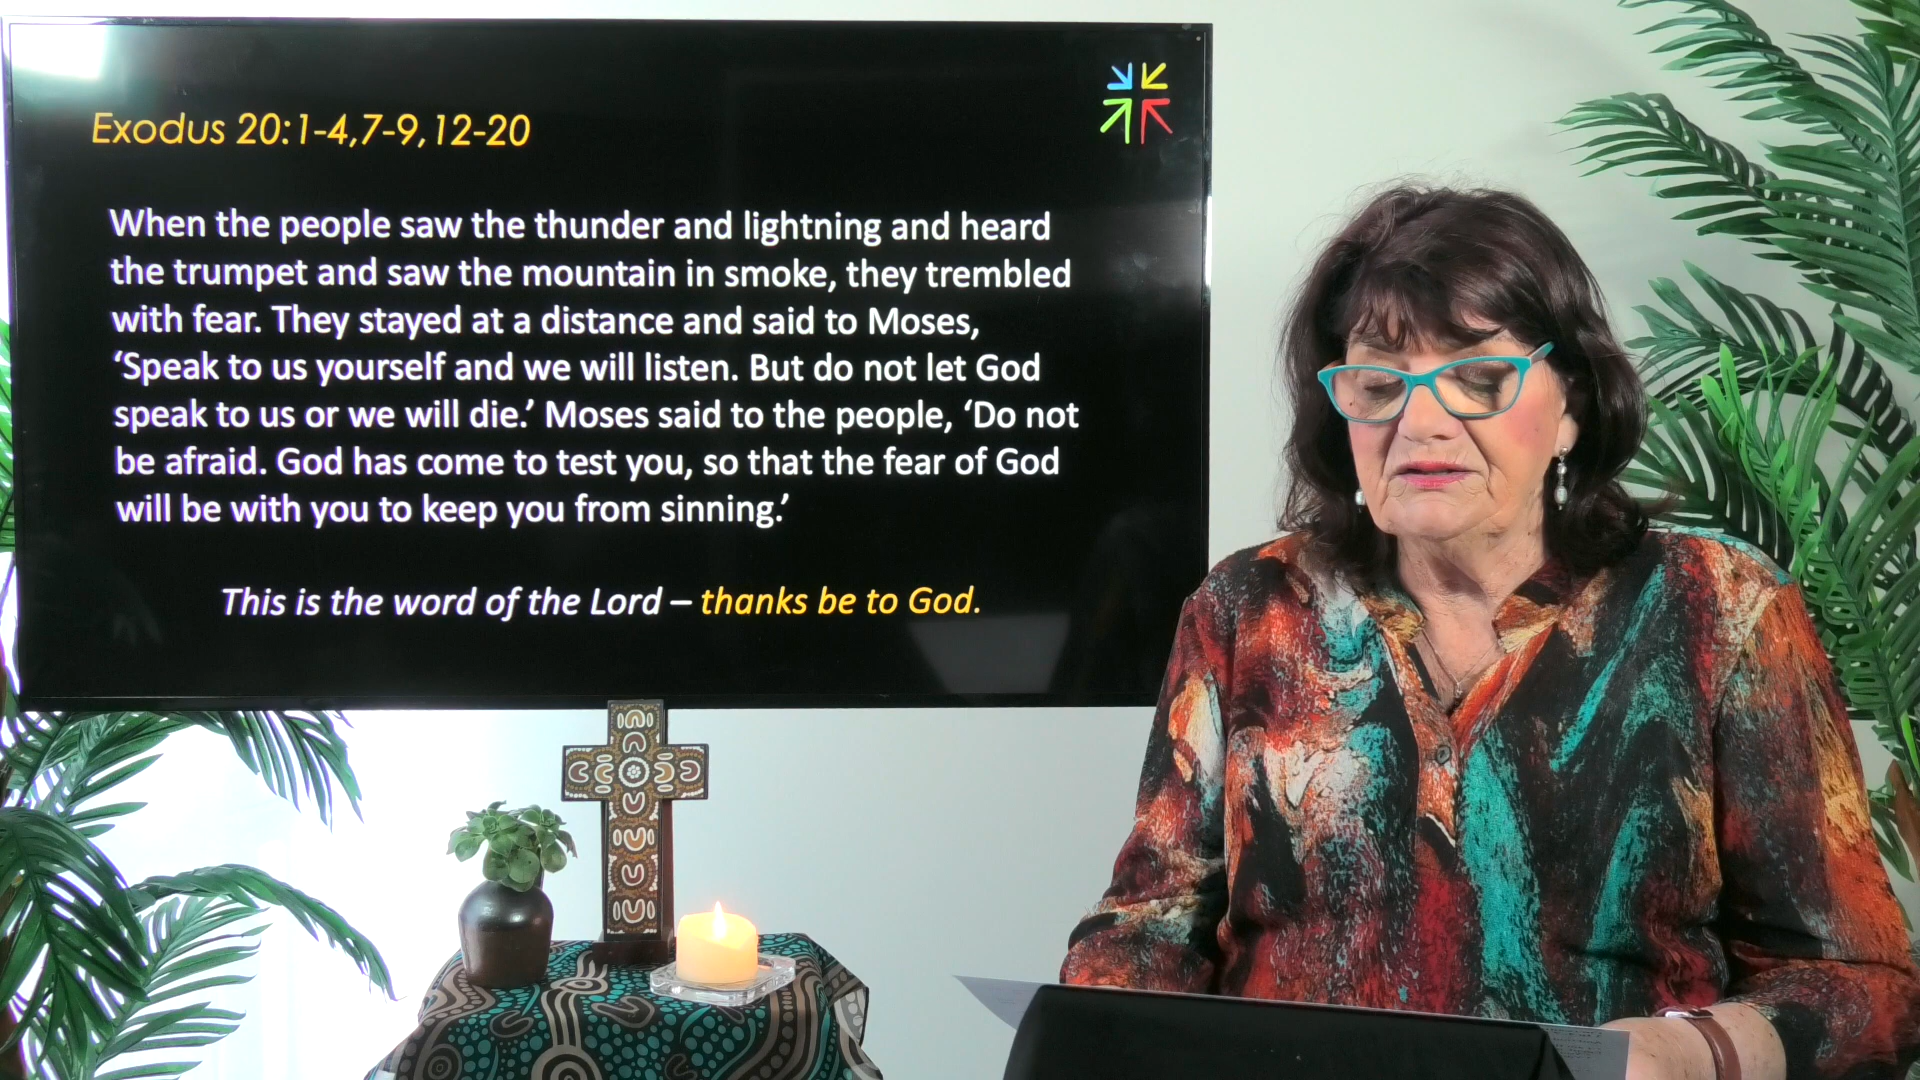 Exodus 20:1-4,7-9,12-20
When the people saw the thunder and lightning and heard
the trumpet and saw the mountain in smoke, they trembled
with fear. They stayed at a distance and said to Moses,
‘Speak to us yourself and we will listen. But do not let God
speak to us or we will die.’ Moses said to the people, ‘Do not
be afraid. God has come to test you, so that the fear of God
will be with you to keep you from sinning.’
This is the word of the Lord – thanks be to God.